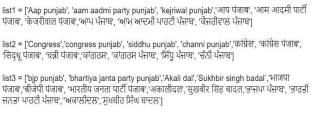 list1 = ['Aap punjab', 'aam aadmi party punjab', 'kejriwal punjab','आप पंजाब', 'आम आदमी पार्टी
पंजाब', 'केजरीवाल पंजाब','ਆਪ ਪੰਜਾਬ', 'ਆਮ ਆਦਮੀ ਪਾਰਟੀ ਪੰਜਾਬ', 'ਕੇਜਰੀਵਾਲ ਪੰਜਾਬ']
list2 = ['Congress','congress punjab', 'siddhu punjab', 'channi punjab','कांग्रेस', 'कांग्रेस पंजाब',
'सिद्धू पंजाब', 'चन्नी पंजाब','ਕਾਂਗਰਸ', 'ਕਾਂਗਰਸ ਪੰਜਾਬ', 'ਸਿੱਧੂ ਪੰਜਾਬ', 'ਚੰਨੀ ਪੰਜਾਬ']
list3 = ['bjp punjab', 'bhartiya janta party punjab','Akali dal','Sukhbir singh badal','भाजपा
पंजाब','बीजेपी पंजाब', 'भारतीय जनता पार्टी पंजाब','अकालीदल','सुखबीर सिंह बादल','ਭਾਜਪਾ ਪੰਜਾਬ', 'ਭਾਰਤੀ
ਜਨਤਾ ਪਾਰਟੀ ਪੰਜਾਬ','ਅਕਾਲੀਦਲ','ਸੁਖਬੀਰ ਸਿੰਘ ਬਾਦਲ']